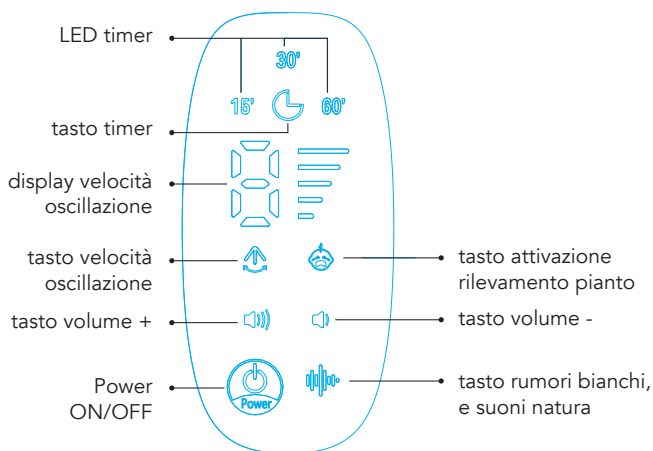 LED timer
30'
15'
60'
tasto timer
display velocità
oscillazione
tasto velocità
oscillazione
tasto attivazione
rilevamento pianto
tasto volume +
tasto volume -
Power
ON/OFF
Power
tasto rumori bianchi,
e suoni natura